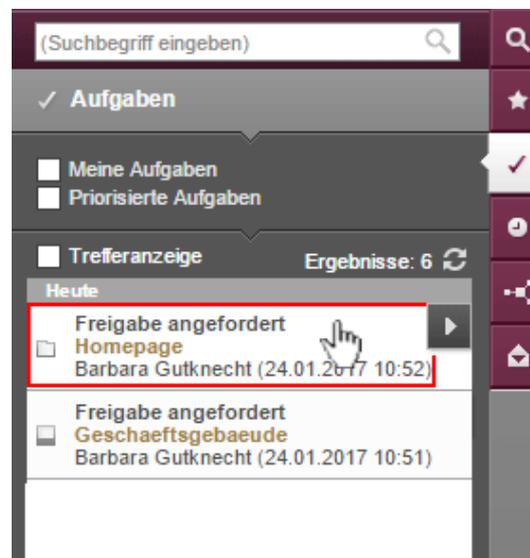 (Suchbegriff eingeben)
Aufgaben
Meine Aufgaben
Priorisierte Aufgaben
Trefferanzeige Ergebnisse: 6
Heute
Freigabe angefordert
Homepage
Barbara Gutknecht (24.01.2017 10:52)
Freigabe angefordert
Geschaeftsgebaeude
Barbara Gutknecht (24.01.2017 10:51)